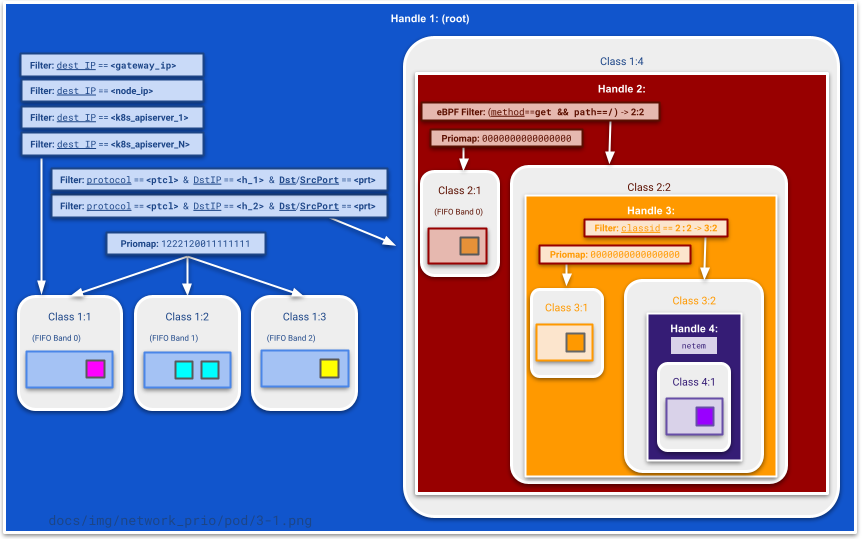 Handle 1: (root)
Filter: dest_IP == <gateway_ip>
Filter: dest_IP == <node_ip>
Filter: dest_IP == <k8s_apiserver_1>
Filter: dest_IP == <k8s_apiserver_N>
Filter: protocol == <ptcl> & DstIP == <h_1> & Dst/SrcPort == <prt>
Filter: protocol == <ptcl> & DstIP == <h_2> & Dst/SrcPort == <prt>
Priomap: 1222120011111111
Class 1:1
(FIFO Band 0)
Class 1:2
(FIFO Band 1)
Class 1:3
(FIFO Band 2)
Class 1:4
Handle 2:
eBPF Filter: (method==get && path==/) -> 2:2
Priomap: 0000000000000000
Class 2:1
(FIFO Band 0)
Class 2:2
Handle 3:
Filter: classid == 2:2 -> 3:2
Priomap: 0000000000000000
Class 3:1
Class 3:2
Handle 4:
netem
Class 4:1
docs/img/network_prio/pod/3-1.png